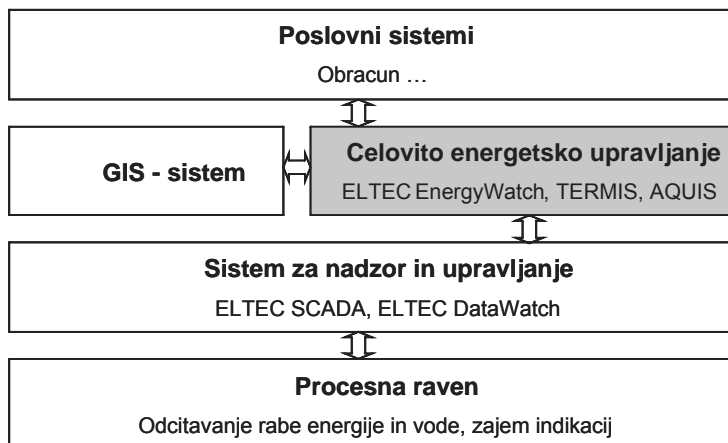 Poslovni sistemi
Obracun ...
GIS - sistem
Celovito energetsko upravljanje
ELTEC EnergyWatch, TERMIS, AQUIS
Sistem za nadzor in upravljanje
ELTEC SCADA, ELTEC DataWatch
Procesna raven
Odcitavanje rabe energije in vode, zajem indikacij